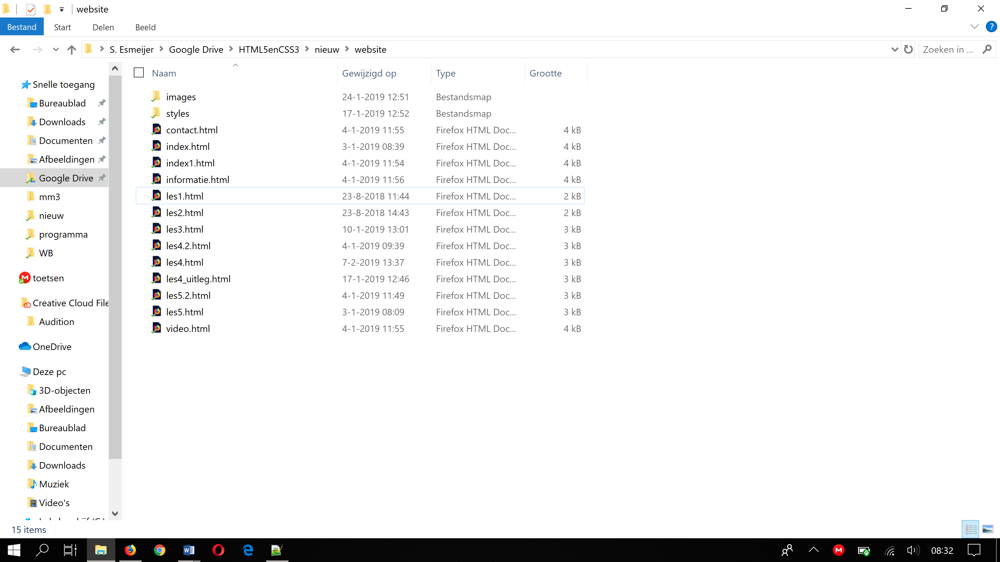 website
Bestand Start Delen Beeld
S. Esmeijer Google Drive HTML5enCSS3 nieuw website Zoeken in ...
Naam Gewijzigd op Type Grootte
Snelle toegang
Bureaublad
Downloads
Documenten
Afbeeldingen
Google Drive
mm3
nieuw
programma
WB
toetsen
Creative Cloud File
Audition
OneDrive
Deze pc
3D-objecten
Afbeeldingen
Bureaublad
Documenten
Downloads
Muziek
Video's
images 24-1-2019 12:51 Bestandsmap
styles 17-1-2019 12:52 Bestandsmap
contact.html 4-1-2019 11:55 Firefox HTML Doc... 4 kB
index.html 3-1-2019 08:39 Firefox HTML Doc... 4 kB
index1.html 4-1-2019 11:54 Firefox HTML Doc... 4 kB
informatie.html 4-1-2019 11:56 Firefox HTML Doc... 4 kB
les1.html 23-8-2018 11:44 Firefox HTML Doc... 2 kB
les2.html 23-8-2018 14:43 Firefox HTML Doc... 2 kB
les3.html 10-1-2019 13:01 Firefox HTML Doc... 3 kB
les4.2.html 4-1-2019 09:39 Firefox HTML Doc... 3 kB
les4.html 7-2-2019 13:37 Firefox HTML Doc... 3 kB
les4_uitleg.html 17-1-2019 12:46 Firefox HTML Doc... 3 kB
les5.2.html 4-1-2019 11:49 Firefox HTML Doc... 3 kB
les5.html 3-1-2019 08:09 Firefox HTML Doc... 3 kB
video.html 4-1-2019 11:55 Firefox HTML Doc... 4 kB
15 items
08:32